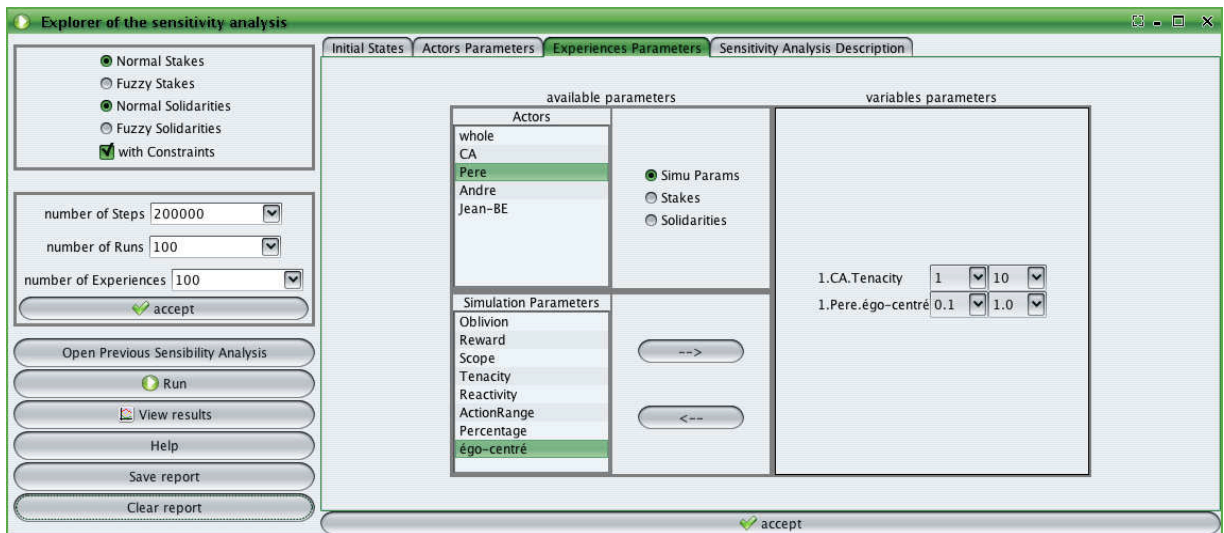 Explorer of the sensitivity analysis
Normal Stakes
Fuzzy Stakes
Normal Solidarities
Fuzzy Solidarities
with Constraints
number of Steps 200000
number of Runs 100
number of Experiences 100
accept
Open Previous Sensibility Analysis
Run
View results
Help
Save report
Clear report
Initial States Actors Parameters Experiences Parameters Sensitivity Analysis Description
available parameters
Actors
whole
CA
Pere
Andre
Jean-BE
Simu Params
Stakes
Solidarities
Simulation Parameters
Oblivion
Reward
Scope
Tenacity
Reactivity
ActionRange
Percentage
égo-centré
-->
<--
variables parameters
1.CA.Tenacity 1 10
1.Pere.égo-centré 0.1 1.0
accept